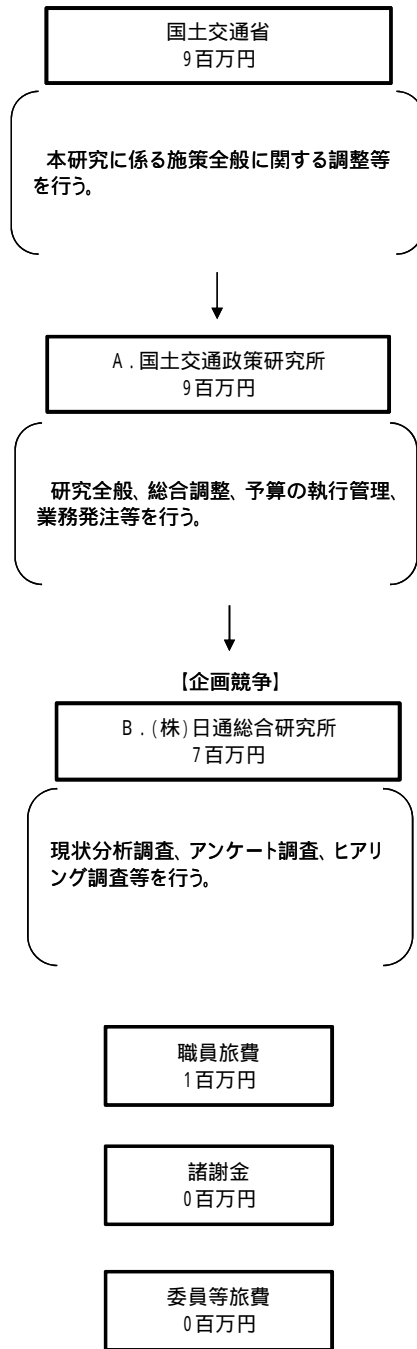 国土交通省
9百万円
本研究に係る施策全般に関する調整等
を行う。
A．国土交通政策研究所
9百万円
研究全般、総合調整、予算の執行管理、
業務発注等を行う。
【企画競争】
B．(株)日通総合研究所
7百万円
現状分析調査、アンケート調査、ヒアリ
ング調査等を行う。
職員旅費
1百万円
諸謝金
0百万円
委員等旅費
0百万円